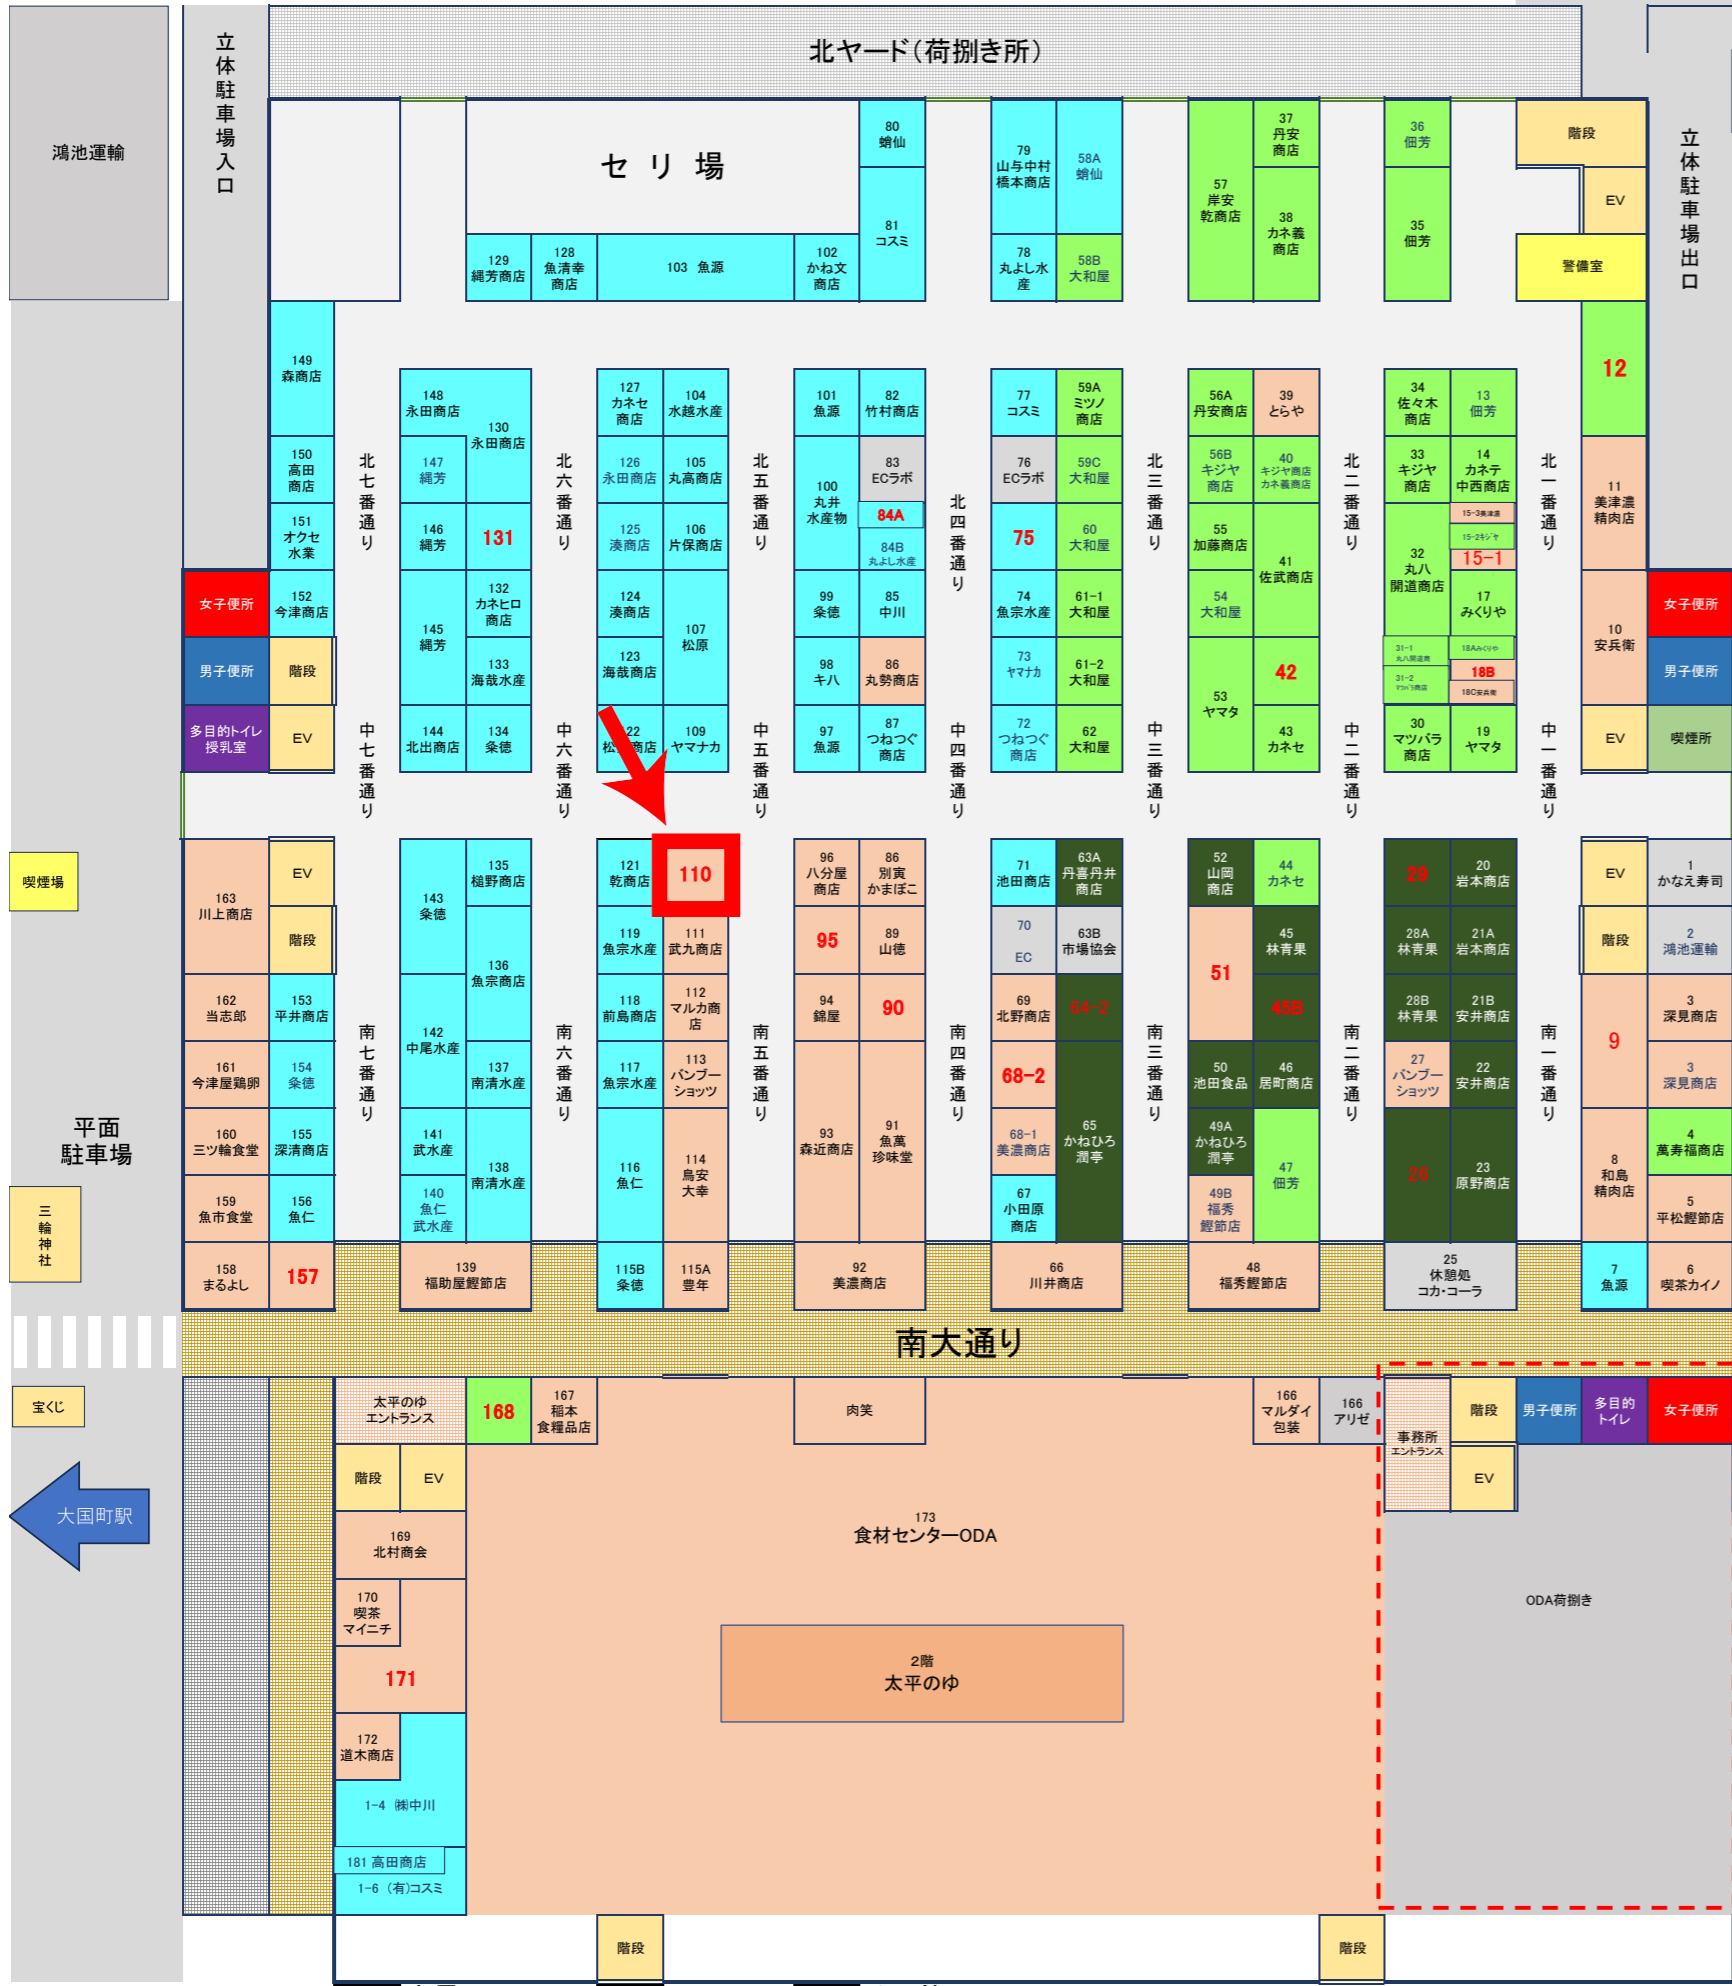 北ヤード（荷捌き所）
鴻池運輸
立体駐車場入口
セ リ 場
80
蛸仙
81
コスミ
79
山与中村
橋本商店
58A
蛸仙
57
岸安
乾商店
37
丹安
商店
38
カネ義
商店
36
佃芳
35
佃芳
階段
EV
警備室
立体駐車場出口
129
縄芳商店
128
魚清幸
商店
103 魚源
102
かね文
商店
78
丸よし水
産
58B
大和屋
149
森商店
148
永田商店
130
永田商店
127
カネセ
商店
104
水越水産
101
魚源
82
竹村商店
77
コスミ
59A
ミツノ
商店
56A
丹安商店
39
とらや
34
佐々木
商店
13
佃芳
12
150
高田
商店
北七番通り
147
縄芳
北六番通り
126
永田商店
105
丸高商店
北五番通り
100
丸井
水産物
83
ECラボ
北四番通り
76
ECラボ
59C
大和屋
北三番通り
56B
キジヤ
商店
40
キジヤ商店
カネ義商店
北二番通り
33
キジヤ
商店
14
カネテ
中西商店
北一番通り
11
美津濃
精肉店
151
オクセ
水業
146
縄芳
131
125
湊商店
106
片保商店
84A
84B
丸よし水産
75
60
大和屋
55
加藤商店
41
佐武商店
32
丸八
開道商店
15-3美津濃
15-2キジヤ
15-1
女子便所
152
今津商店
145
縄芳
132
カネヒロ
商店
124
湊商店
107
松原
99
粂徳
85
中川
74
魚宗水産
61-1
大和屋
54
大和屋
17
みくりや
10
安兵衛
女子便所
男子便所
階段
133
海哉水産
123
海哉商店
98
キハ
86
丸勢商店
73
ヤマナカ
61-2
大和屋
53
ヤマタ
42
31-1
丸八開道商
31-2
マツバラ商店
18Aみくりや
18B
18C安兵衛
男子便所
多目的トイレ
授乳室
EV
中七番通り
144
北出商店
134
粂徳
中六番通り
22
商店
109
ヤマナカ
中五番通り
97
魚源
87
つねつぐ
商店
中四番通り
72
つねつぐ
商店
62
大和屋
中三番通り
43
カネセ
中二番通り
30
マツバラ
商店
19
ヤマタ
中一番通り
EV
喫煙所
喫煙場
163
川上商店
EV
143
粂徳
135
槌野商店
121
乾商店
110
96
八分屋
商店
86
別寅
かまぼこ
71
池田商店
63A
丹喜丹井
商店
52
山岡
商店
44
カネセ
29
20
岩本商店
EV
1
かなえ寿司
階段
136
魚宗商店
119
魚宗水産
111
武九商店
95
89
山徳
70
EC
63B
市場協会
51
45
林青果
28A
林青果
21A
岩本商店
階段
2
鴻池運輸
162
当志郎
153
平井商店
142
中尾水産
118
前島商店
112
マルカ商
店
94
錦屋
90
69
北野商店
64-2
45B
28B
林青果
21B
安井商店
9
3
深見商店
161
今津屋鶏卵
154
粂徳
南七番通り
137
南清水産
南六番通り
117
魚宗水産
113
バンブー
ショッツ
南五番通り
93
森近商店
91
魚萬
珍味堂
南四番通り
68-2
65
かねひろ
潤亭
南三番通り
50
池田食品
46
居町商店
南二番通り
27
バンブー
ショッツ
22
安井商店
南一番通り
3
深見商店
平面
駐車場
160
三ツ輪食堂
155
深清商店
141
武水産
138
南清水産
116
魚仁
114
鳥安
大幸
68-1
美濃商店
49A
かねひろ
潤亭
47
佃芳
26
23
原野商店
8
和島
精肉店
4
萬寿福商店
三輪神社
159
魚市食堂
156
魚仁
140
魚仁
武水産
67
小田原
商店
49B
福秀
鰹節店
5
平松鰹節店
158
まるよし
157
139
福助屋鰹節店
115B
粂徳
115A
豊年
92
美濃商店
66
川井商店
48
福秀鰹節店
25
休憩処
コカ・コーラ
7
魚源
6
喫茶カイノ
南大通り
宝くじ
太平のゆ
エントランス
168
167
稲本
食糧品店
肉笑
166
マルダイ
包装
166
アリゼ
事務所
エントランス
階段
男子便所
多目的
トイレ
女子便所
大国町駅
階段
EV
EV
173
食材センターODA
169
北村商会
170
喫茶
マイニチ
ODA荷捌き
171
2階
太平のゆ
172
道木商店
1-4 ㈱中川
181 高田商店
1-6 (有)コスミ
階段
階段